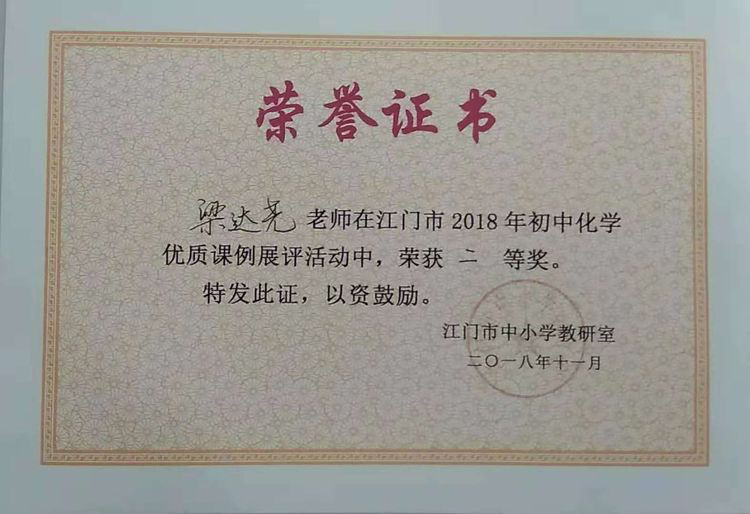 荣誉证书
梁达尧 老师在江门市 2018 年初中化学
优质课例展评活动中，荣获 二 等奖。
特发此证，以资鼓励。
江门市中小学教研室
二〇一八年十一月